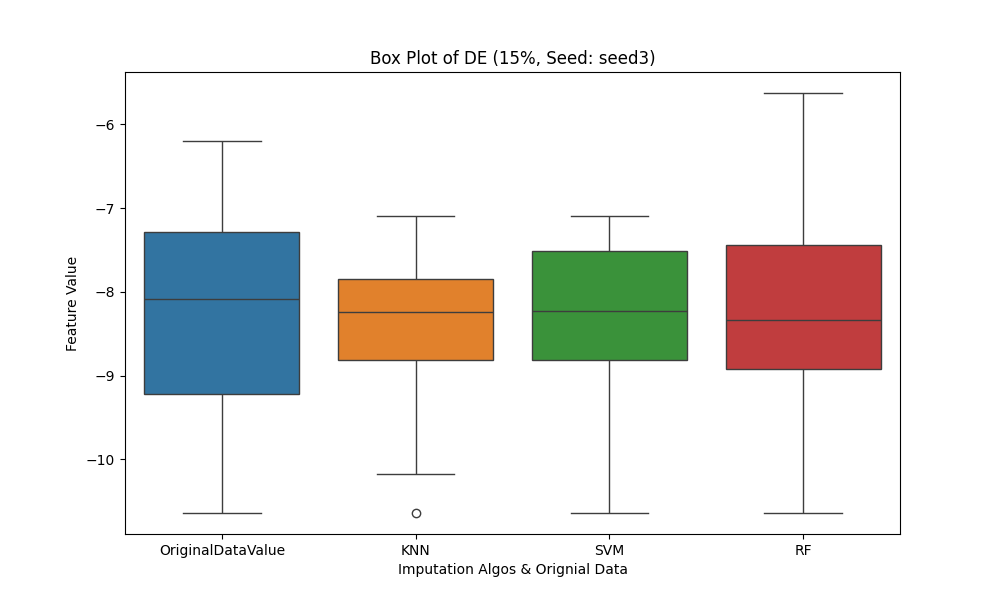 Box Plot of DE (15%, Seed: seed3)
Feature Value
−6
−7
−8
−9
−10
OriginalDataValue
KNN
SVM
RF
Imputation Algos & Orignial Data